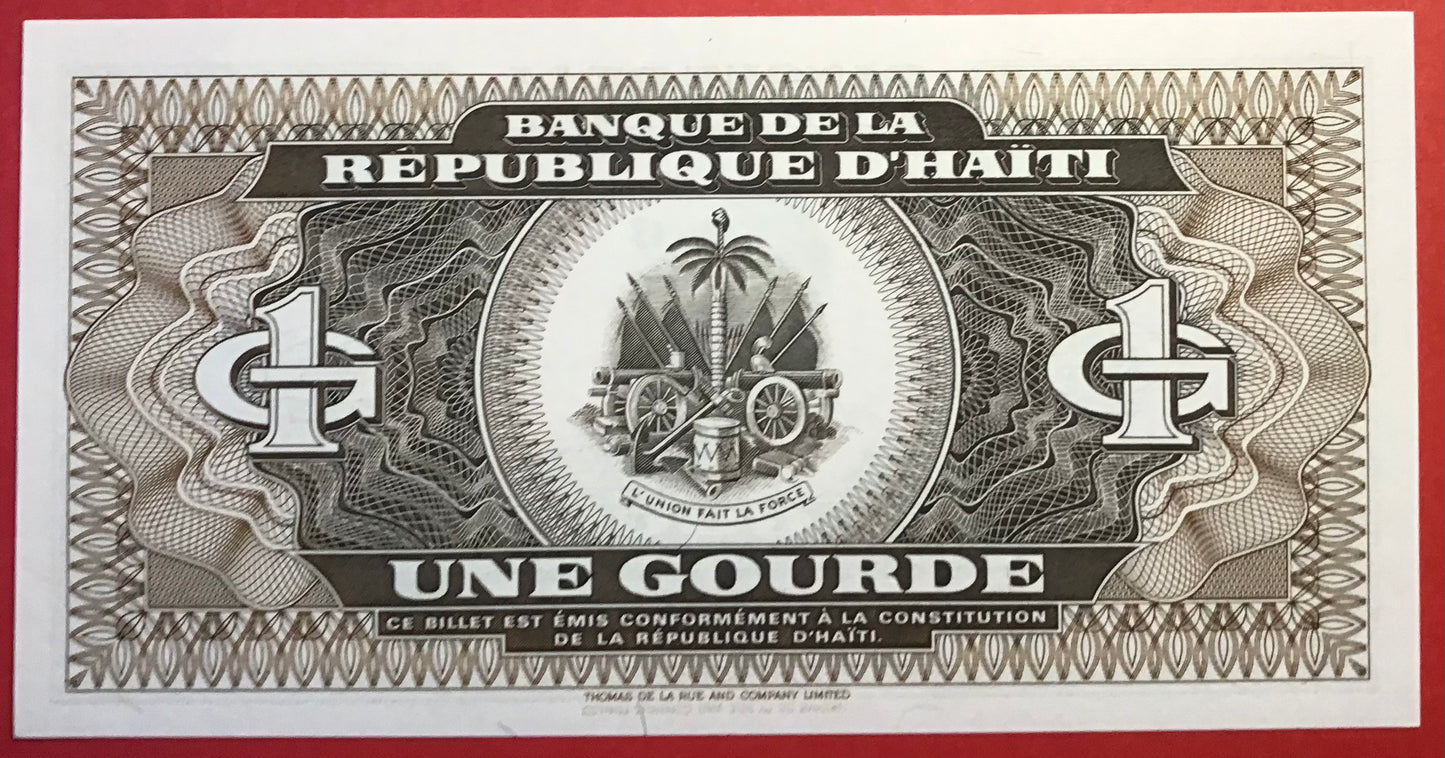 BANQUE DE LA
RÉPUBLIQUE D'HAÏTI
1 G
1 G
L'UNION FAIT LA FORCE
UNE GOURDE
CE BILLET EST ÉMIS CONFORMÉMENT À LA CONSTITUTION
DE LA RÉPUBLIQUE D'HAÏTI.
THOMAS DE LA RUE AND COMPANY LIMITED